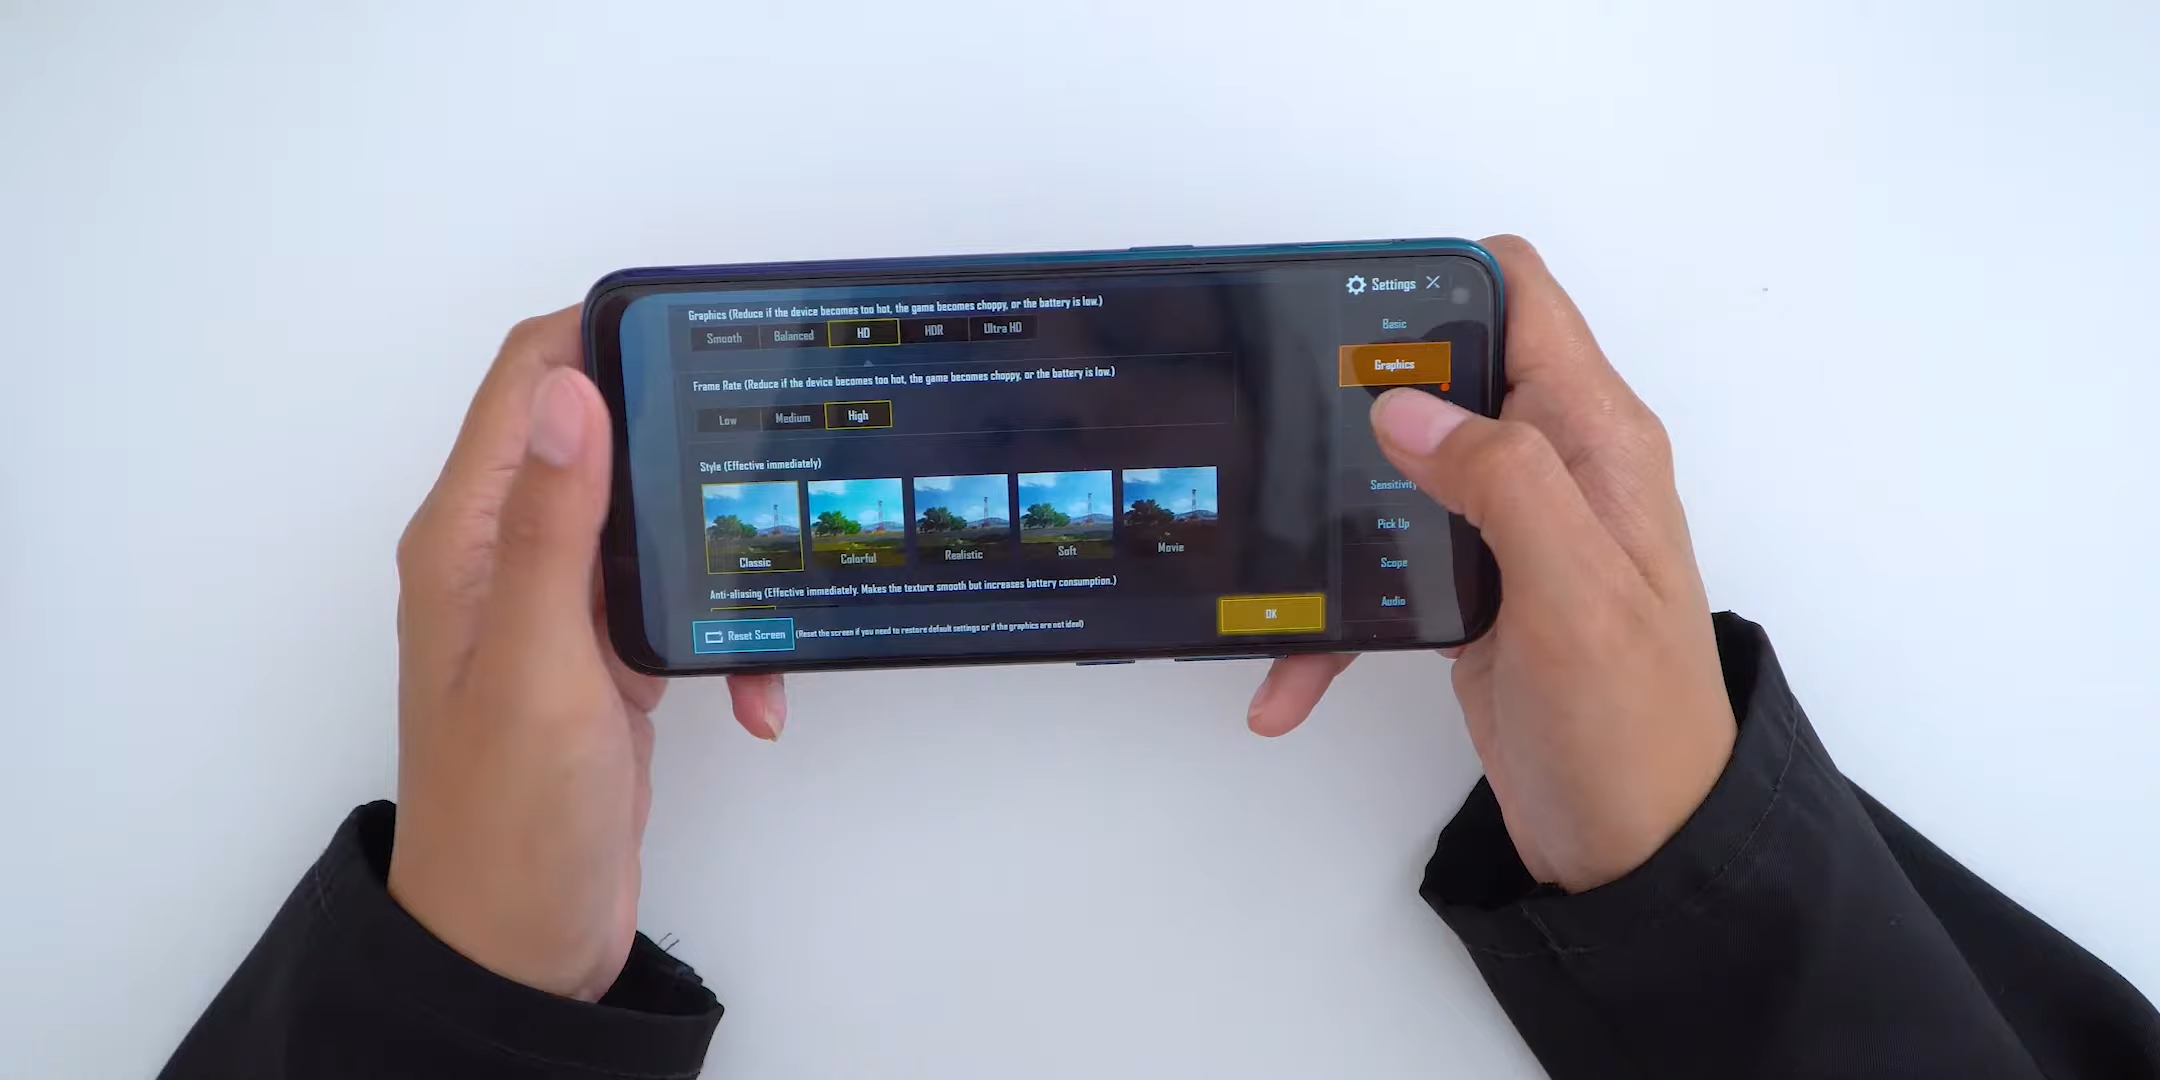 Settings
Graphics (Reduce if the device becomes too hot, the game becomes choppy, or the battery is low.)
Smooth Balanced HD HDR Ultra HD
Frame Rate (Reduce if the device becomes too hot, the game becomes choppy, or the battery is low.)
Low Medium High
Style (Effective immediately)
Classic Colorful Realistic Soft Movie
Anti-aliasing (Effective immediately. Makes the texture smooth but increases battery consumption.)
Reset Screen (Reset the screen if you need to restore default settings or if the graphics are not ideal)
OK
Basic
Graphics
Sensitivity
Pick Up
Scope
Audio